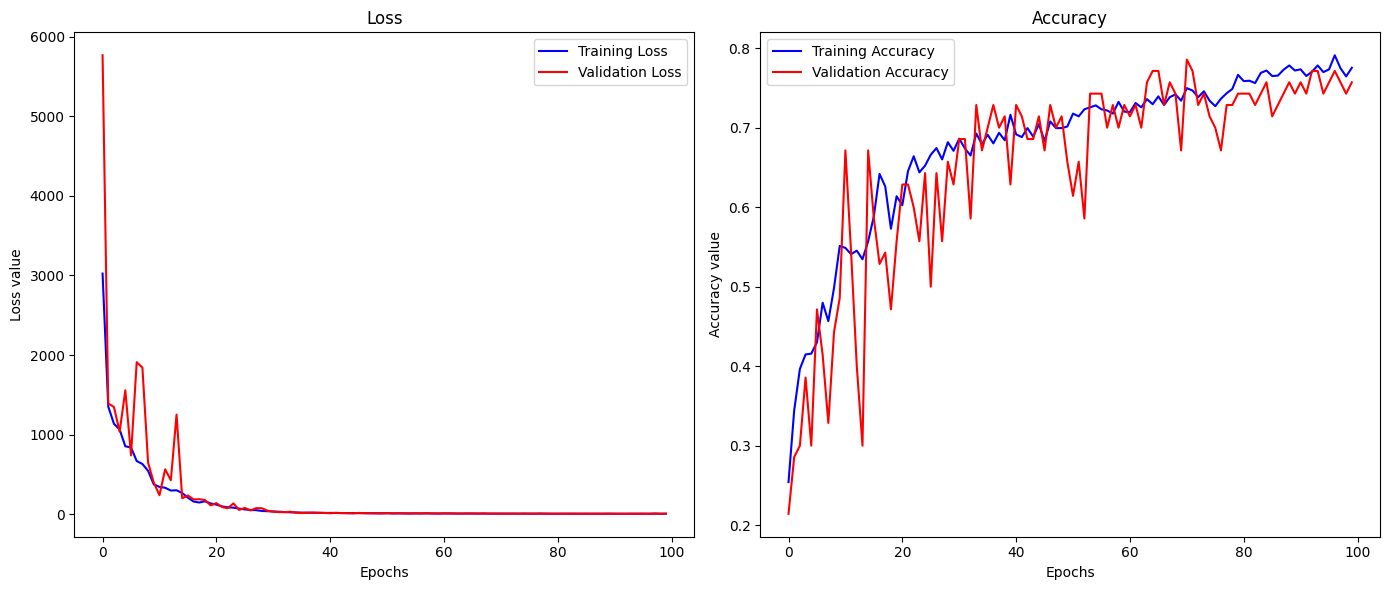 Loss
Training Loss
Validation Loss
6000
5000
4000
3000
2000
1000
0
Loss value
0
20
40
60
80
100
Epochs
Accuracy
Training Accuracy
Validation Accuracy
0.8
0.7
0.6
0.5
0.4
0.3
0.2
Accuracy value
0
20
40
60
80
100
Epochs